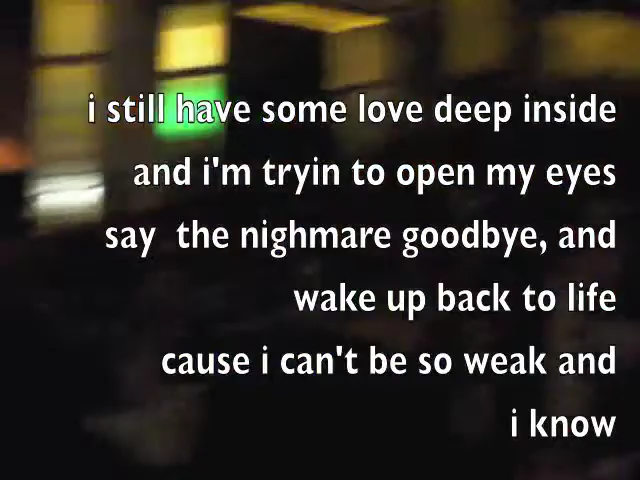 i still have some love deep inside
and i'm tryin to open my eyes
say  the nighmare goodbye, and
wake up back to life
cause i can't be so weak and
i know